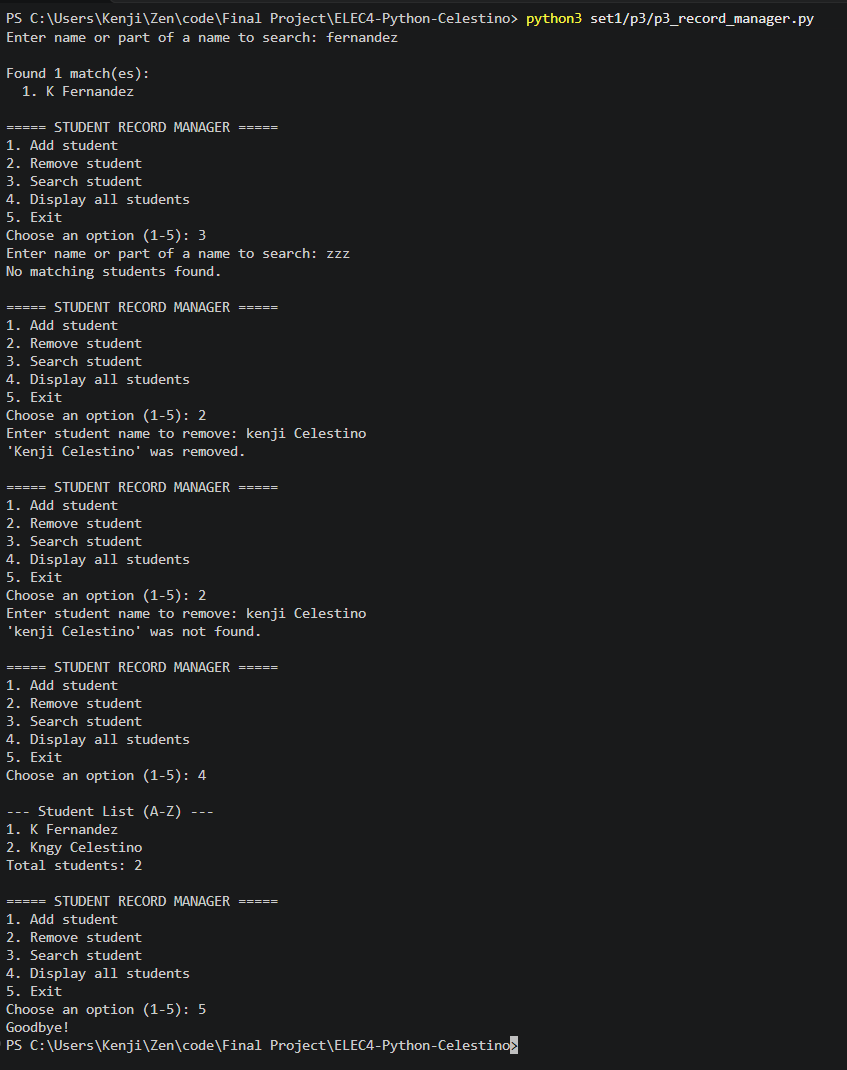 PS C:\Users\Kenji\Zen\code\Final Project\ELEC4-Python-Celestino> python3 set1/p3/p3_record_manager.py
Enter name or part of a name to search: fernandez

Found 1 match(es):
  1. K Fernandez

===== STUDENT RECORD MANAGER =====
1. Add student
2. Remove student
3. Search student
4. Display all students
5. Exit
Choose an option (1-5): 3
Enter name or part of a name to search: zzz
No matching students found.

===== STUDENT RECORD MANAGER =====
1. Add student
2. Remove student
3. Search student
4. Display all students
5. Exit
Choose an option (1-5): 2
Enter student name to remove: kenji Celestino
'Kenji Celestino' was removed.

===== STUDENT RECORD MANAGER =====
1. Add student
2. Remove student
3. Search student
4. Display all students
5. Exit
Choose an option (1-5): 2
Enter student name to remove: kenji Celestino
'kenji Celestino' was not found.

===== STUDENT RECORD MANAGER =====
1. Add student
2. Remove student
3. Search student
4. Display all students
5. Exit
Choose an option (1-5): 4

--- Student List (A-Z) ---
1. K Fernandez
2. Kngy Celestino
Total students: 2

===== STUDENT RECORD MANAGER =====
1. Add student
2. Remove student
3. Search student
4. Display all students
5. Exit
Choose an option (1-5): 5
Goodbye!
PS C:\Users\Kenji\Zen\code\Final Project\ELEC4-Python-Celestino>